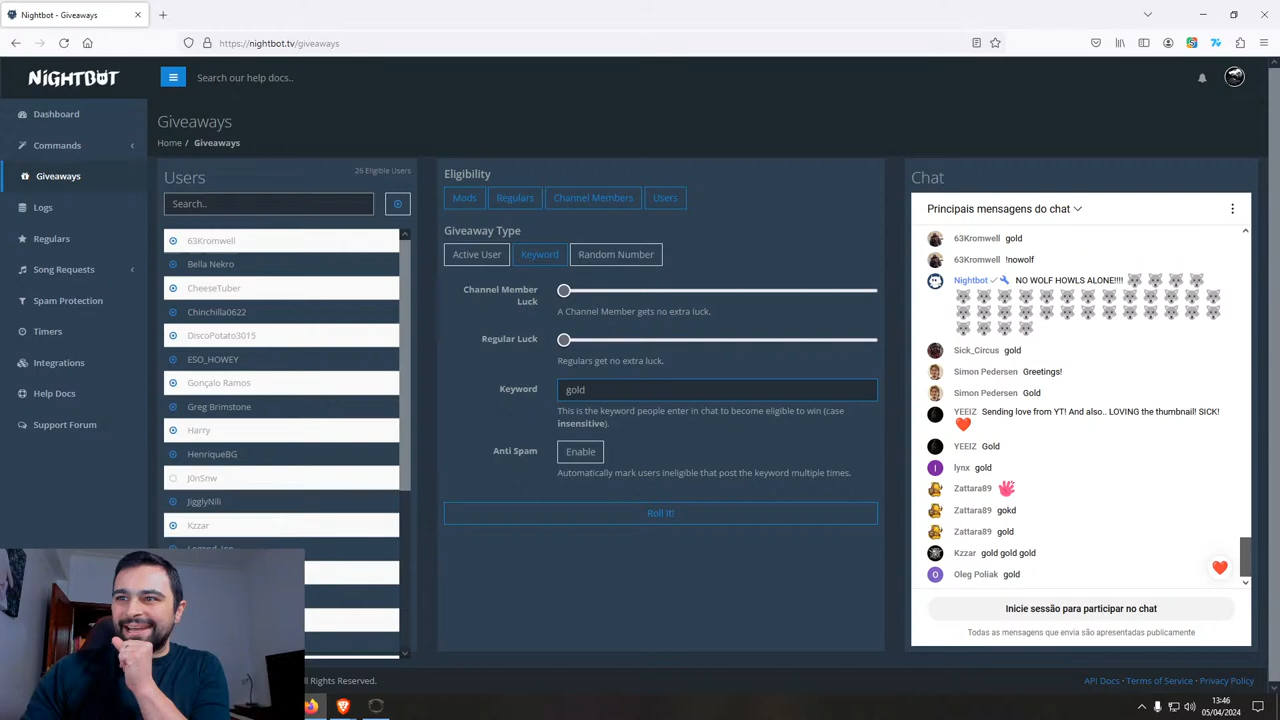 Nightbot - Giveaways
https://nightbot.tv/giveaways
NIGHTBOT
Search our help docs..
Dashboard
Commands
Giveaways
Logs
Regulars
Song Requests
Spam Protection
Timers
Integrations
Help Docs
Support Forum
Giveaways
Home / Giveaways
Users
26 Eligible Users
Search..
63Kromwell
Bella Nekro
CheeseTuber
Chinchilla0622
DiscoPotato3015
ESO_HOWEY
Gonçalo Ramos
Greg Brimstone
Harry
HenriqueBG
J0nSnw
JigglyNili
Kzzar
Eligibility
Mods Regulars Channel Members Users
Giveaway Type
Active User Keyword Random Number
Channel Member
Luck
A Channel Member gets no extra luck.
Regular Luck
Regulars get no extra luck.
Keyword
gold
This is the keyword people enter in chat to become eligible to win (case
insensitive).
Anti Spam
Enable
Automatically mark users ineligible that post the keyword multiple times.
Roll It!
Chat
Principais mensagens do chat
63Kromwell gold
63Kromwell !nowolf
Nightbot NO WOLF HOWLS ALONE!!!!
Sick_Circus gold
Simon Pedersen Greetings!
Simon Pedersen Gold
YEEIZ Sending love from YT! And also.. LOVING the thumbnail! SICK!
YEEIZ Gold
I lynx gold
Zattara89
Zattara89 gokd
Zattara89 gold
Kzzar gold gold gold
O Oleg Poliak gold
Inicie sessão para participar no chat
Todas as mensagens que envia são apresentadas publicamente
Rights Reserved.
API Docs - Terms of Service - Privacy Policy
13:46
05/04/2024